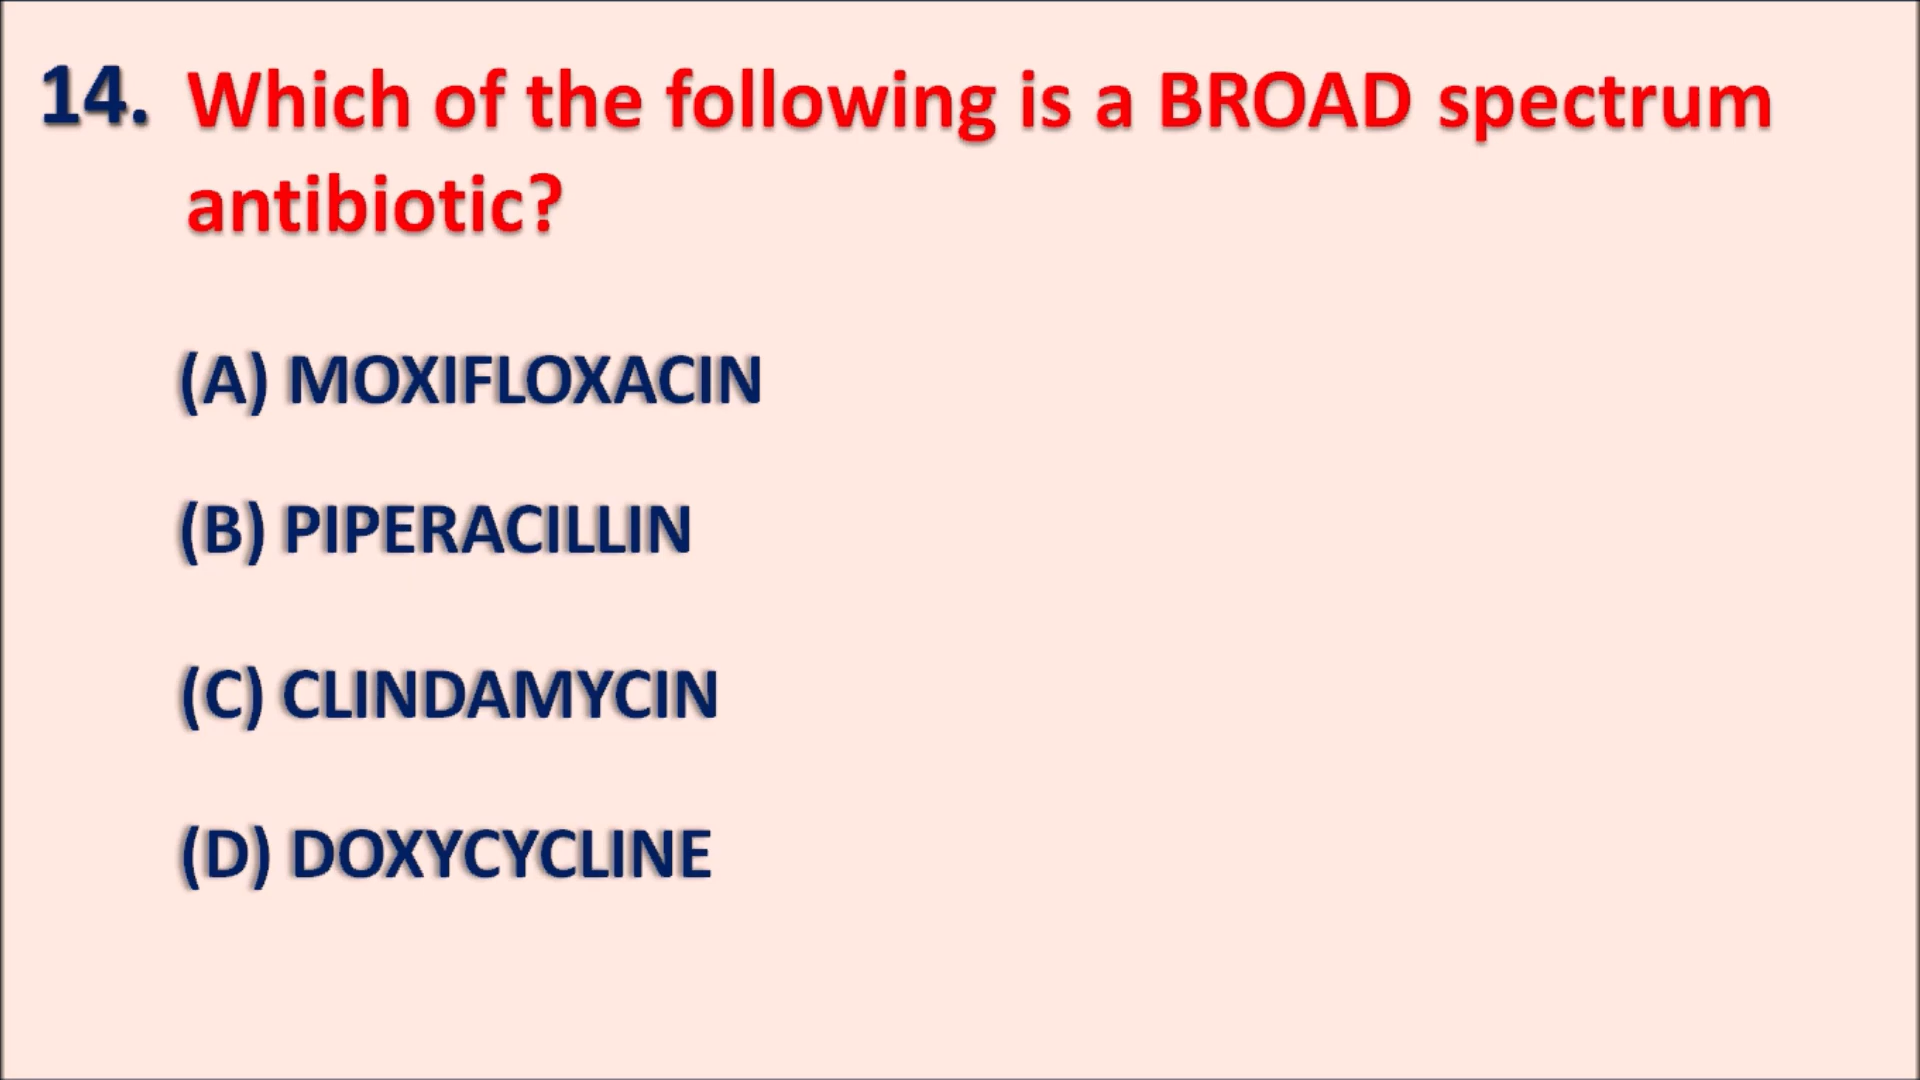 14. Which of the following is a BROAD spectrum
antibiotic?
(A) MOXIFLOXACIN
(B) PIPERACILLIN
(C) CLINDAMYCIN
(D) DOXYCYCLINE